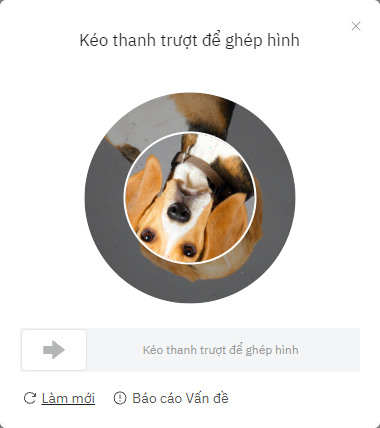 Kéo thanh trượt để ghép hình
Kéo thanh trượt để ghép hình
Làm mới
Báo cáo Vấn đề